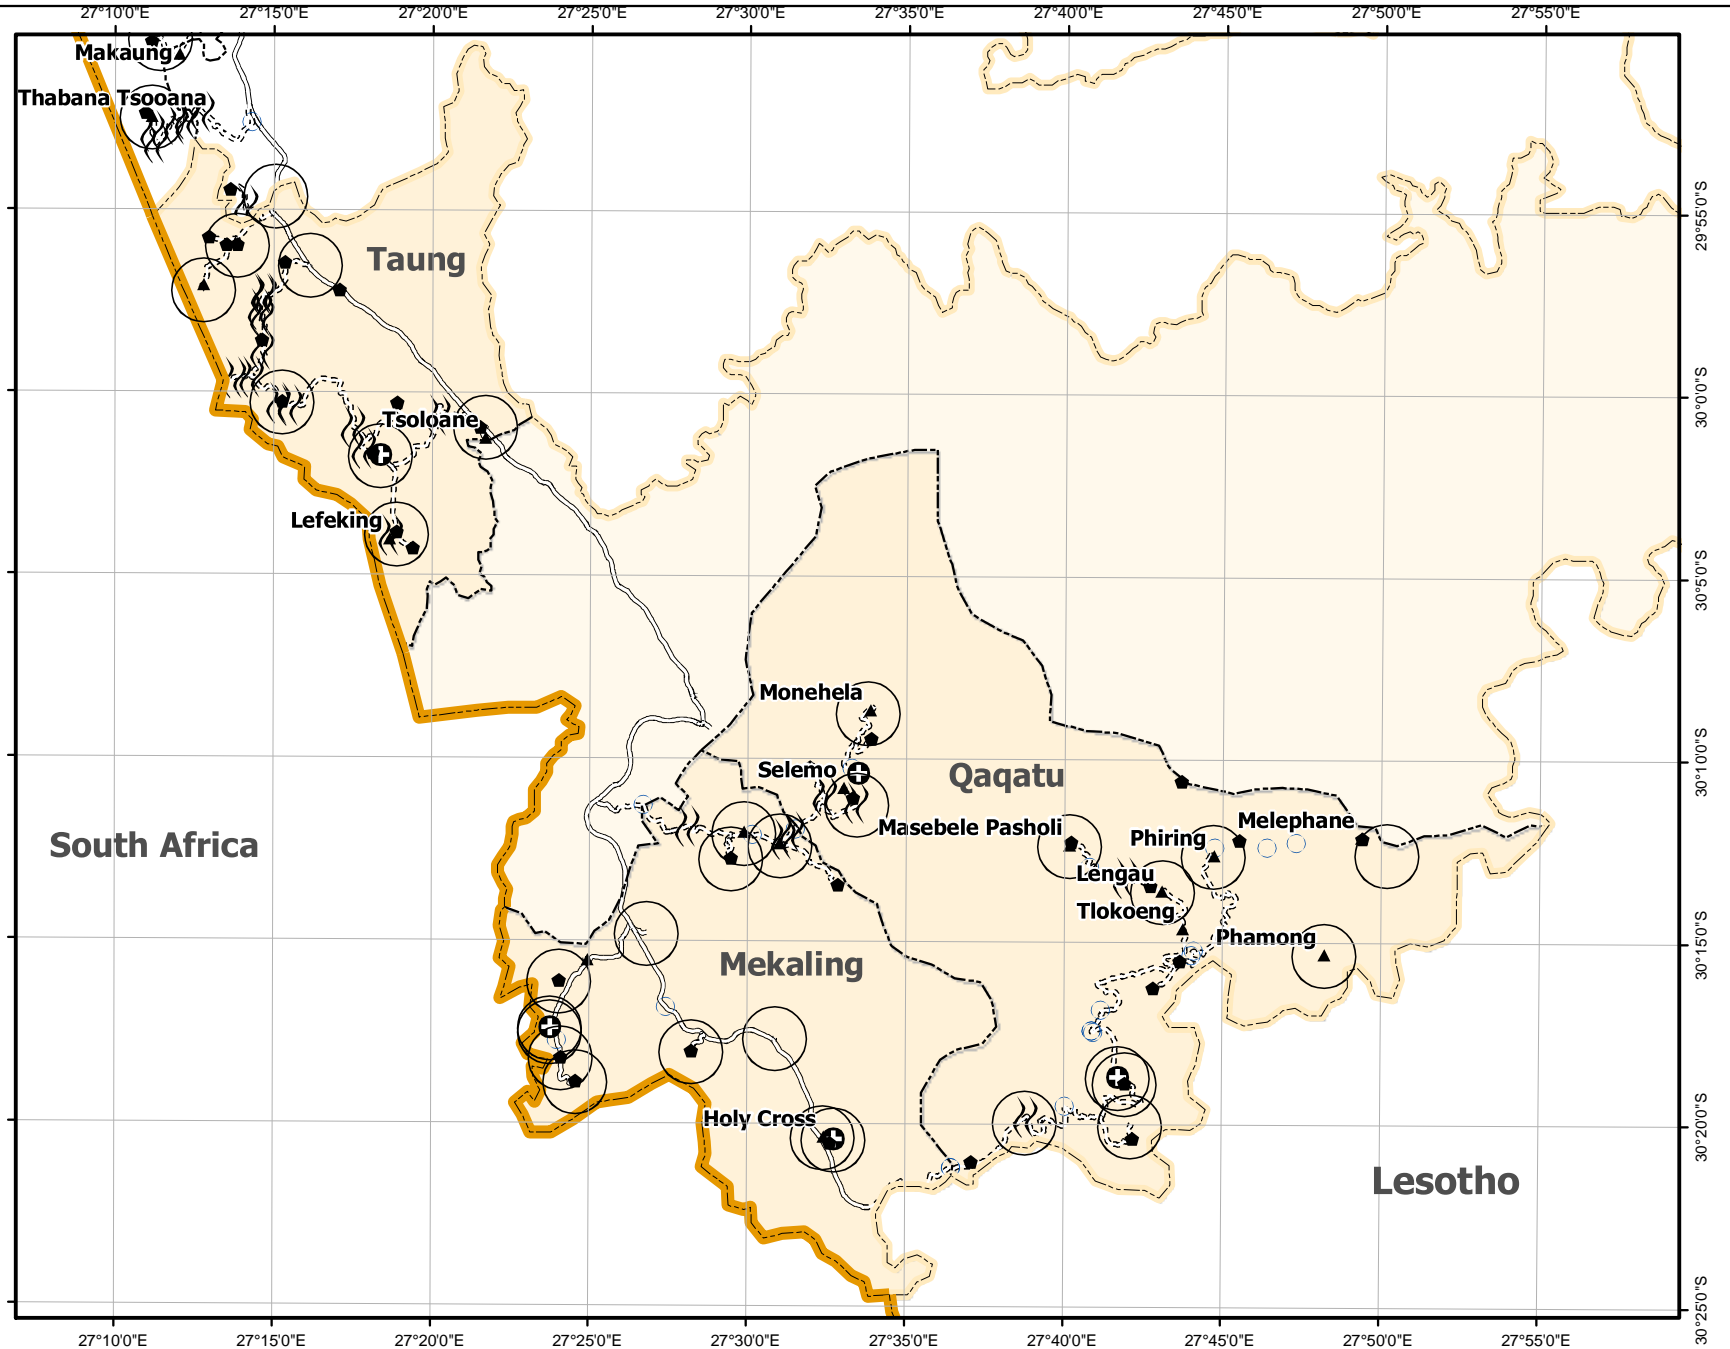 27°10'0"E 27°15'0"E 27°20'0"E 27°25'0"E 27°30'0"E 27°35'0"E 27°40'0"E 27°45'0"E 27°50'0"E 27°55'0"E
Makaung
Thabana Tsooana
29°55'0"S
Taung
30°0'0"S
Tsoloane
Lefeking
30°5'0"S
Monehela
30°10'0"S
Selemo
Qaqatu
Masebele Pasholi
Melephane
Phiring
South Africa
Lengau
Tlokoeng
Phamong
30°15'0"S
Mekaling
Holy Cross
30°20'0"S
Lesotho
30°25'0"S
27°10'0"E 27°15'0"E 27°20'0"E 27°25'0"E 27°30'0"E 27°35'0"E 27°40'0"E 27°45'0"E 27°50'0"E 27°55'0"E